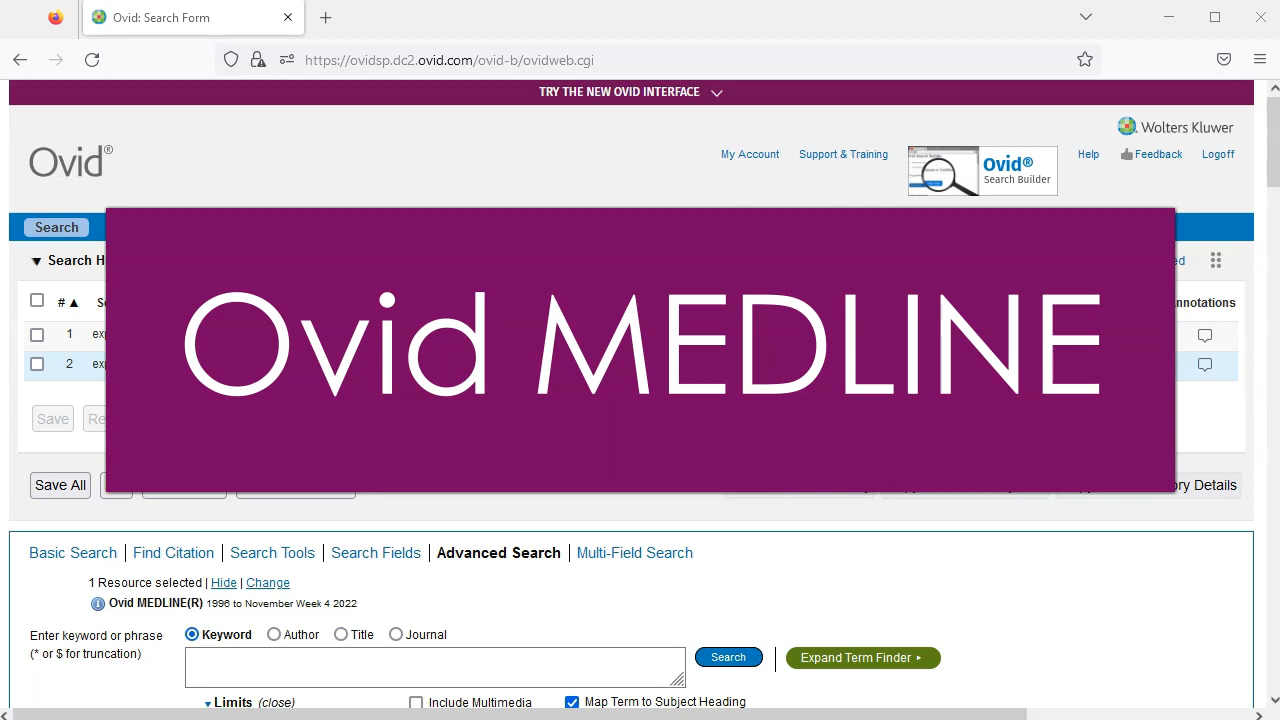 Ovid: Search Form
https://ovidsp.dc2.ovid.com/ovid-b/ovidweb.cgi
TRY THE NEW OVID INTERFACE
Wolters Kluwer
Ovid®
My Account Support & Training Ovid® Search Builder Help Feedback Logoff
Search
Search H ed
# ▲ S nnotations
1 exp
2 exp
Ovid MEDLINE
Save Re
Save All ory Details
Basic Search | Find Citation | Search Tools | Search Fields | Advanced Search | Multi-Field Search
1 Resource selected | Hide | Change
Ovid MEDLINE(R) 1996 to November Week 4 2022
Enter keyword or phrase
(* or $ for truncation)
Keyword Author Title Journal
Search Expand Term Finder
Limits (close) Include Multimedia Map Term to Subject Heading